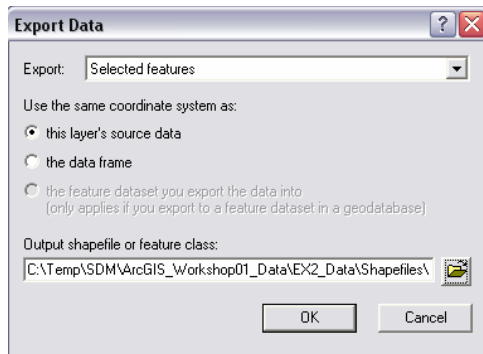 Export Data
Export: Selected features
Use the same coordinate system as:
this layer's source data
the data frame
the feature dataset you export the data into
(only applies if you export to a feature dataset in a geodatabase)
Output shapefile or feature class:
C:\Temp\SDM\ArcGIS_Workshop01_Data\EX2_Data\Shapefiles\
OK Cancel